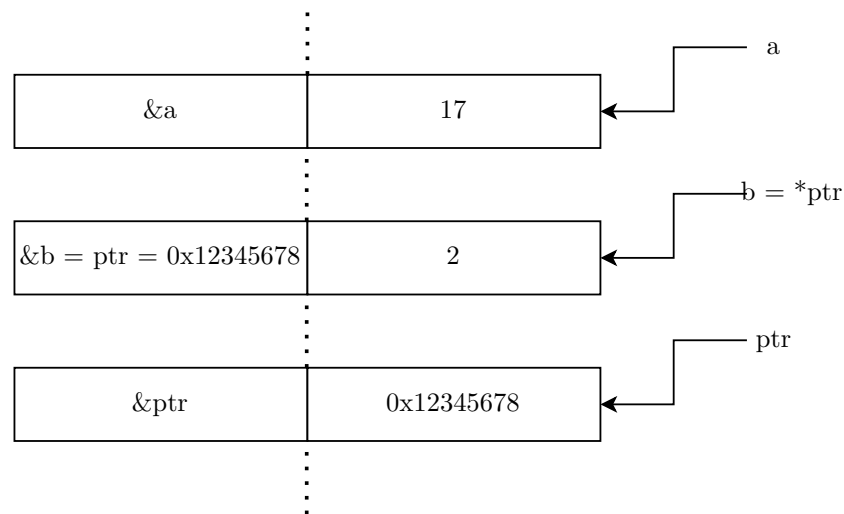 a
&a
17
b = *ptr
&b = ptr = 0x12345678
2
ptr
&ptr
0x12345678